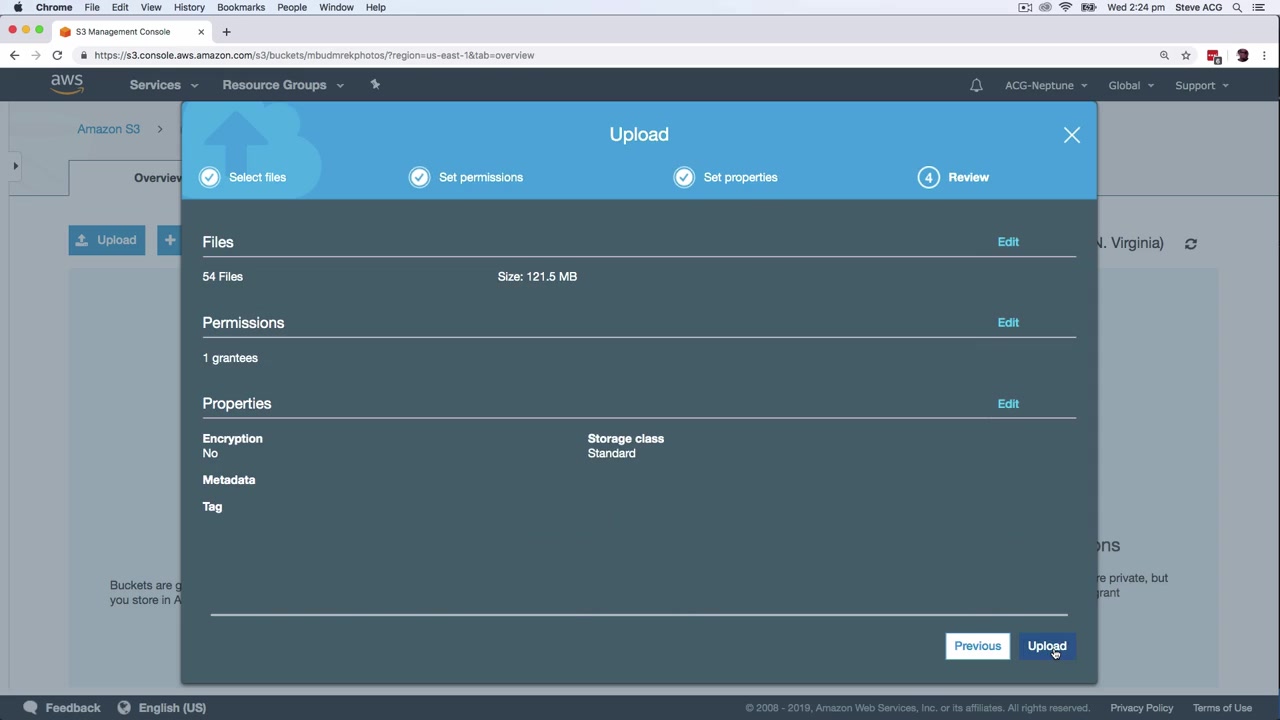 Chrome File Edit View History Bookmarks People Window Help Wed 2:24 pm Steve ACG
S3 Management Console
https://s3.console.aws.amazon.com/s3/buckets/mbudmrekphotos/?region=us-east-1&tab=overview
aws Services Resource Groups ACG-Neptune Global Support
Amazon S3
Upload
Select files Set permissions Set properties 4 Review
Overview
Upload
Files Edit N. Virginia)
54 Files Size: 121.5 MB
Permissions Edit
1 grantees
Properties Edit
Encryption Storage class
No Standard
Metadata
Tag
ons
Buckets are g re private, but
you store in A grant
Previous Upload
Feedback English (US) © 2008 - 2019, Amazon Web Services, Inc. or its affiliates. All rights reserved. Privacy Policy Terms of Use